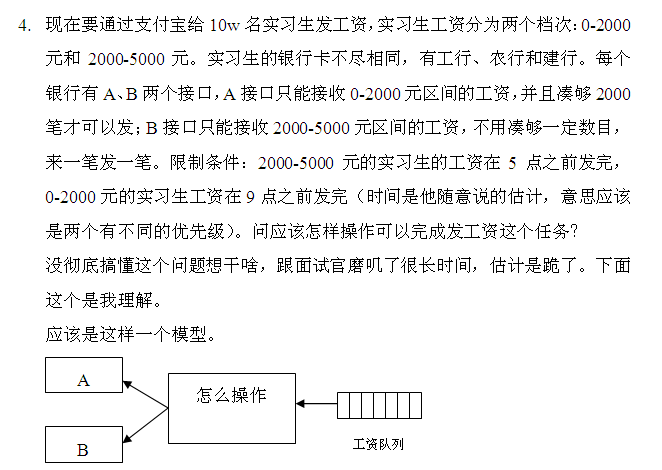 4. 现在要通过支付宝给 10w 名实习生发工资，实习生工资分为两个档次：0-2000
元和 2000-5000 元。实习生的银行卡不尽相同，有工行、农行和建行。每个
银行有 A、B 两个接口，A 接口只能接收 0-2000 元区间的工资，并且凑够 2000
笔才可以发；B 接口只能接收 2000-5000 元区间的工资，不用凑够一定数目，
来一笔发一笔。限制条件：2000-5000 元的实习生的工资在 5 点之前发完，
0-2000 元的实习生工资在 9 点之前发完（时间是他随意说的估计，意思应该
是两个有不同的优先级）。问应该怎样操作可以完成发工资这个任务?
没彻底搞懂这个问题想干啥，跟面试官磨叽了很长时间，估计是跪了。下面
这个是我理解。
应该是这样一个模型。
A
怎么操作
B
工资队列